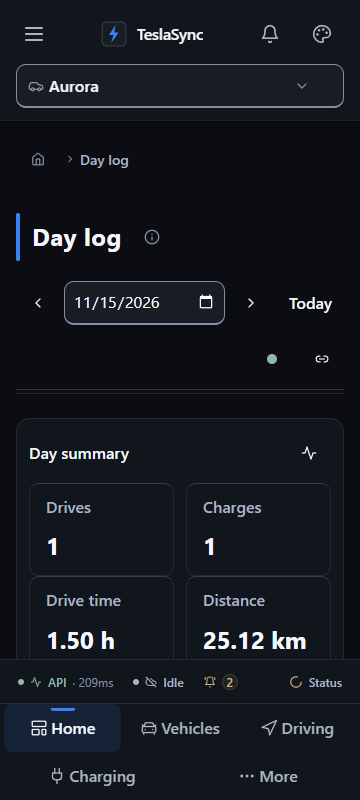 TeslaSync
Aurora
Day log
Day log
11/15/2026
Today
Day summary
Drives
Charges
1
1
Drive time
Distance
1.50 h
25.12 km
API · 209ms
Idle
2
Status
Home
Vehicles
Driving
Charging
More